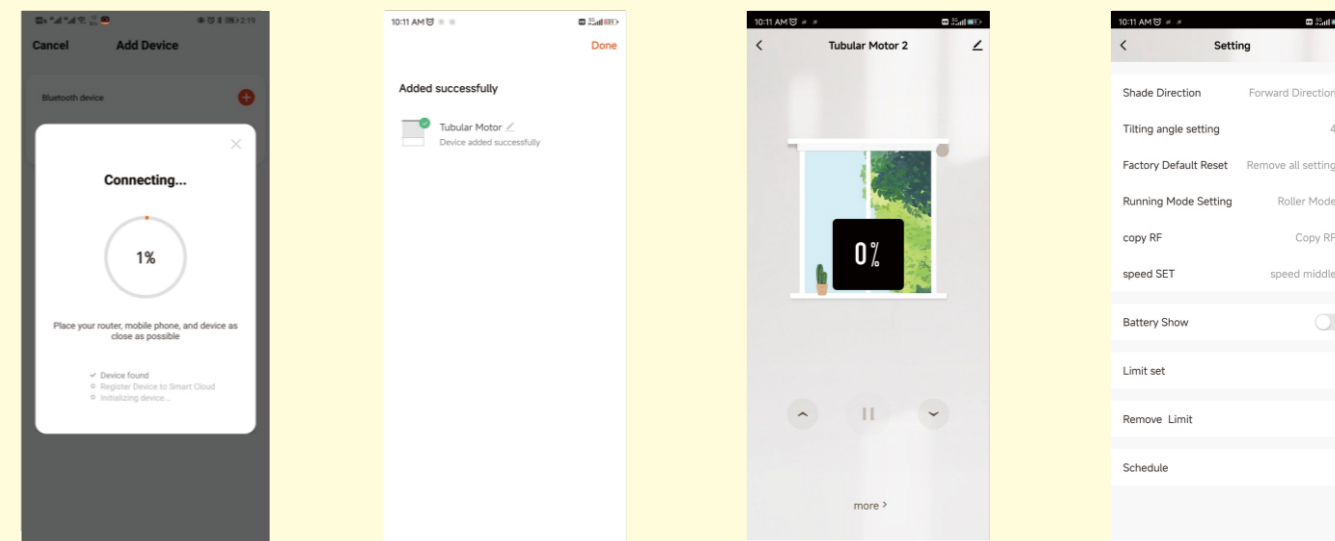 2:19
Cancel
Add Device
Bluetooth device
Connecting...
1%
Place your router, mobile phone, and device as
close as possible
Device found
Register Device to Smart Cloud
Initializing device...
10:11 AM
Done
Added successfully
Tubular Motor
Device added successfully
10:11 AM
Tubular Motor 2
0%
more >
10:11 AM
Setting
Shade Direction Forward Direction
Tilting angle setting 4
Factory Default Reset Remove all setting
Running Mode Setting Roller Mode
copy RF Copy RF
speed SET speed middle
Battery Show
Limit set
Remove Limit
Schedule